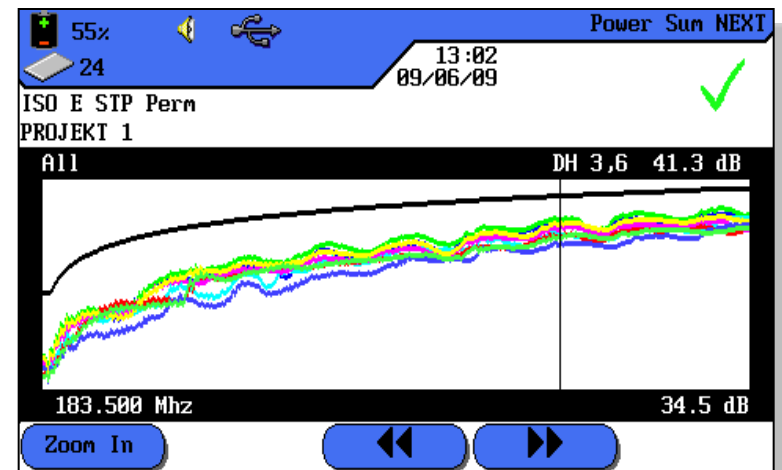 55% Power Sum NEXT
24
13:02
09/06/09
ISO E STP Perm
PROJEKT 1
All DH 3,6 41.3 dB
183.500 Mhz 34.5 dB
Zoom In